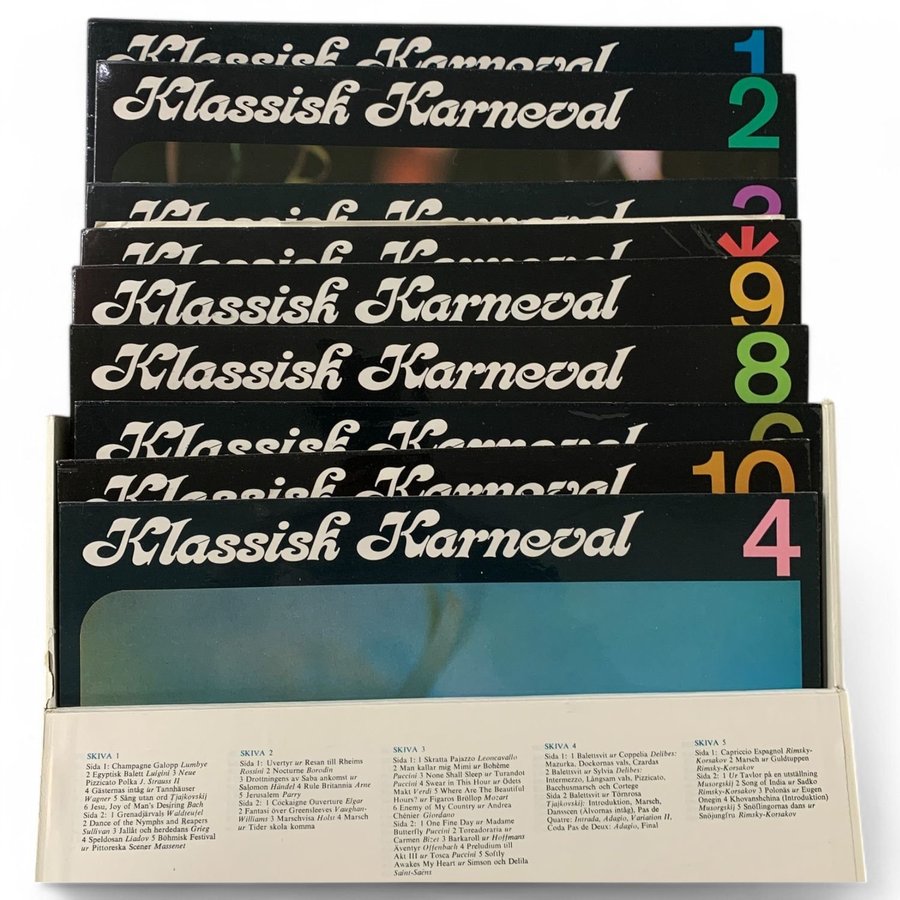 Klassisk Karneval 1
Klassisk Karneval 2
Klassisk Karneval
Klassisk Karneval *
Klassisk Karneval 9
Klassisk Karneval 8
Klassisk Karneval
Klassisk Karneval 10
Klassisk Karneval 4
SKIVA 1
Sida 1: Champagne Galopp Lumbye
2 Egyptisk Balett Luigini 3 Neue
Pizzicato Polka J. Strauss II
4 Gästernas intåg ur Tannhäuser
Wagner 5 Sång utan ord Tjajkovskij
6 Jesu, Joy of Man's Desiring Bach
Sida 2: 1 Grenadjärvals Waldteufel
2 Dance of the Nymphs and Reapers
Sullivan 3 Jallåt och herdedans Grieg
4 Speldosan Liadov 5 Böhmisk Festival
ur Pittoreska Scener Massenet
SKIVA 2
Sida 1: Uvertyr ur Resan till Rheims
Rossini 2 Nocturne Borodin
3 Drottningens av Saba ankomst ur
Salomon Händel 4 Rule Britannia Arne
5 Jerusalem Parry
Sida 2: 1 Cockaigne Ouverture Elgar
2 Fantasi över Greensleeves Vaughan-
Williams 3 Marschvisa Holst 4 Marsch
ur Tider skola komma
SKIVA 3
Sida 1: 1 Skratta Pajazzo Leoncavallo
2 Man kallar mig Mimi ur Bohème
Puccini 3 None Shall Sleep ur Turandot
Puccini 4 Swear in This Hour ur Ödets
Makt Verdi 5 Where Are The Beautiful
Hours? ur Figaros Bröllop Mozart
6 Enemy of My Country ur Andrea
Chénier Giordano
Sida 2: 1 One Fine Day ur Madame
Butterfly Puccini 2 Toreadoraria ur
Carmen Bizet 3 Barkaroll ur Hoffmans
Äventyr Offenbach 4 Preludium till
Akt III ur Tosca Puccini 5 Softly
Awakes My Heart ur Simson och Delila
Saint-Saëns
SKIVA 4
Sida 1: 1 Balettsvit ur Coppelia Delibes:
Mazurka, Dockornas vals, Czardas
2 Balettsvit ur Sylvia Delibes:
Intermezzo, Långsam vals, Pizzicato,
Bacchusmarsch och Cortege
Sida 2 Balettsvit ur Törnrosa
Tjajkovskij: Introduktion, Marsch,
Danssceen (Älvornas intåg), Pas de
Quatre: Intrada, Adagio, Variation II,
Coda Pas de Deux: Adagio, Final
SKIVA 5
Sida 1: Capriccio Espagnol Rimsky-
Korsakov 2 Marsch ur Guldtuppen
Rimsky-Korsakov
Sida 2: 1 Ur Tavlor på en utställning
Musorgskij 2 Song of India ur Sadko
Rimsky-Korsakov 3 Polonäs ur Eugen
Onegin 4 Khovanshchina (Introduktion)
Musorgskij 5 Snöflingornas dans ur
Snöjungfru Rimsky-Korsakov